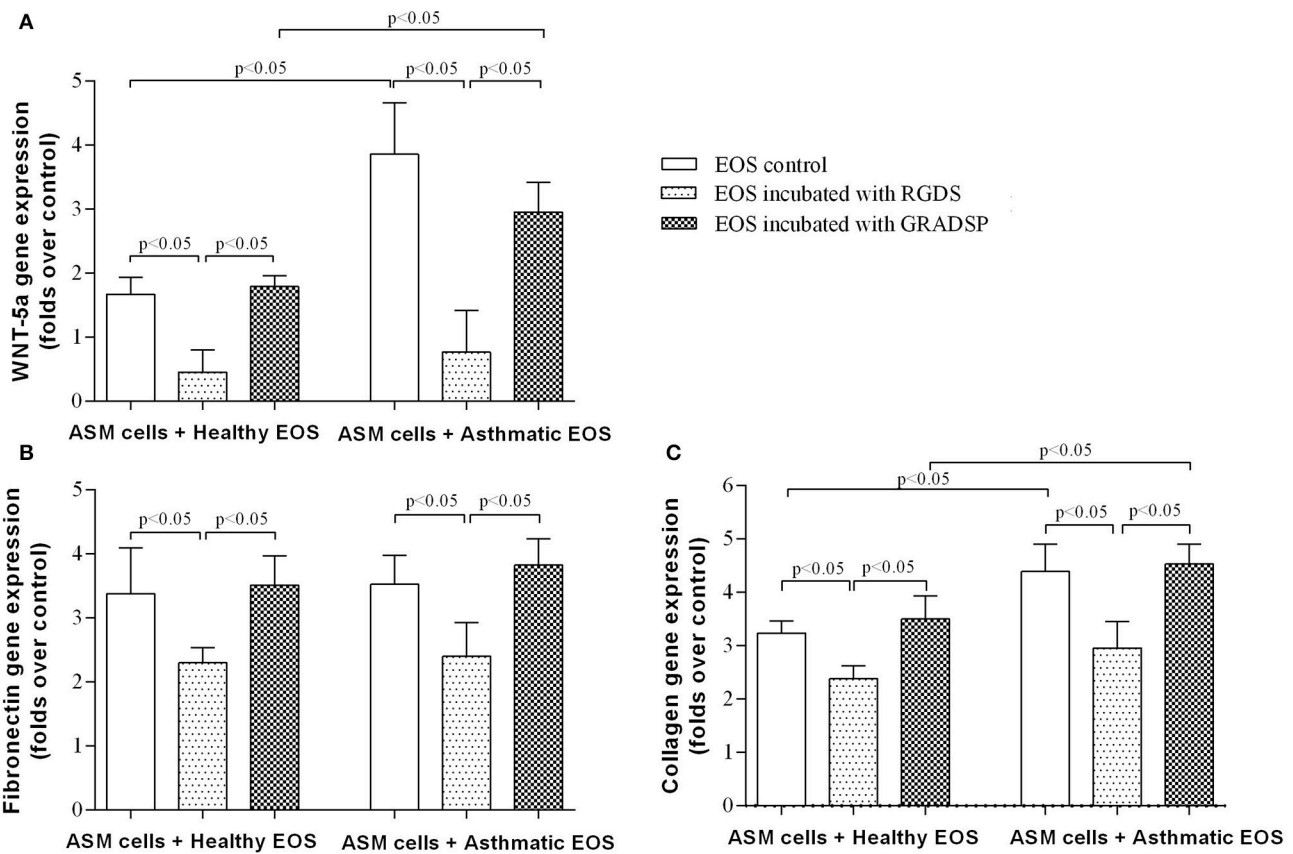 A
p<0.05
p<0.05 p<0.05 p<0.05
p<0.05 p<0.05
WNT-5a gene expression
(folds over control)
5
4
3
2
1
0
ASM cells + Healthy EOS ASM cells + Asthmatic EOS
EOS control
EOS incubated with RGDS
EOS incubated with GRADSP
B
p<0.05 p<0.05
p<0.05 p<0.05
Fibronectin gene expression
(folds over control)
5
4
3
2
1
0
ASM cells + Healthy EOS ASM cells + Asthmatic EOS
C
p<0.05
p<0.05
p<0.05 p<0.05
p<0.05 p<0.05
Collagen gene expression
(folds over control)
6
5
4
3
2
1
0
ASM cells + Healthy EOS ASM cells + Asthmatic EOS